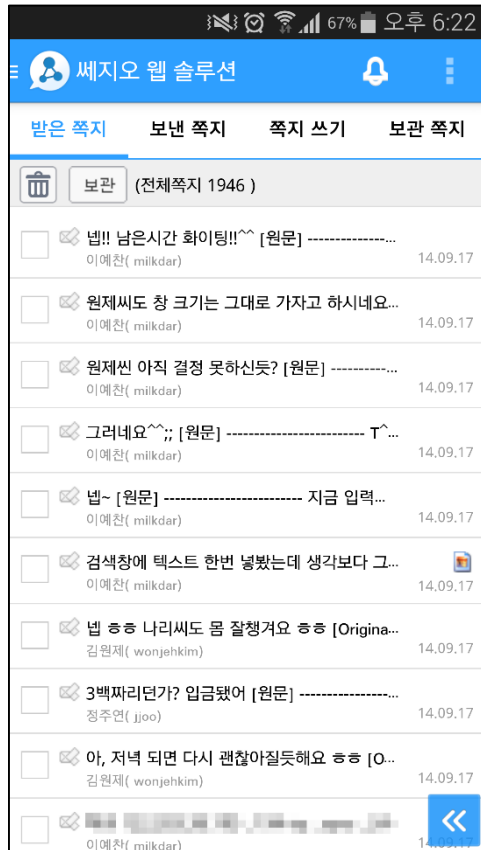 67% 오후 6:22
쎄지오 웹 솔루션
받은 쪽지 보낸 쪽지 쪽지 쓰기 보관 쪽지
보관 (전체쪽지 1946 )
넵!! 남은시간 화이팅!!^^ [원문] ---------------...
이예찬( milkdar) 14.09.17
원제씨도 창 크기는 그대로 가자고 하시네요...
이예찬( milkdar) 14.09.17
원제씬 아직 결정 못하신듯? [원문] ----------...
이예찬( milkdar) 14.09.17
그러네요^^;; [원문] ------------------------- T^...
이예찬( milkdar) 14.09.17
넵~ [원문] ------------------------- 지금 입력...
이예찬( milkdar) 14.09.17
검색창에 텍스트 한번 넣봤는데 생각보다 그...
이예찬( milkdar) 14.09.17
넵 ㅎㅎ 나리씨도 몸 잘챙겨요 ㅎㅎ [Origina...
김원제( wonjehkim) 14.09.17
3백짜리던가? 입금됐어 [원문] ----------------...
정주연( jjoo) 14.09.17
아, 저녁 되면 다시 괜찮아질듯해요 ㅎㅎ [O...
김원제( wonjehkim) 14.09.17
이예찬( milkdar) 14.09.17